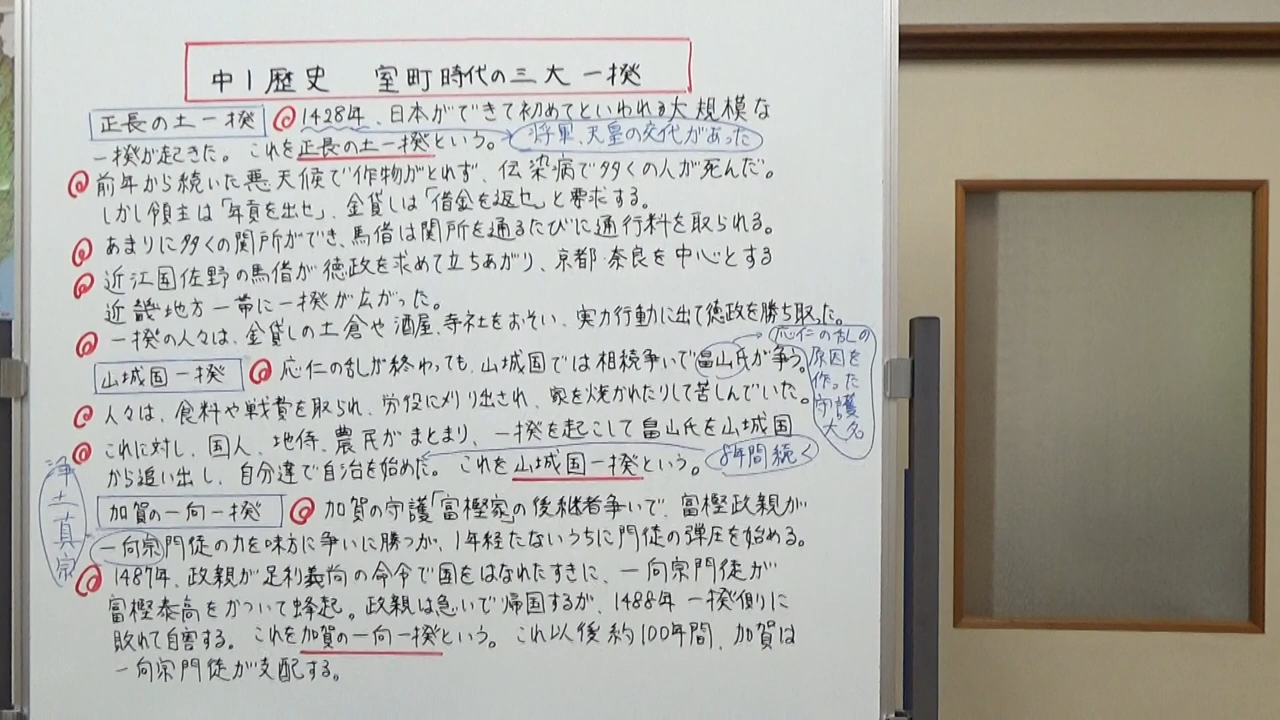 中1歴史 室町時代の三大一揆
正長の土一揆 1428年、日本ができて初めてといわれる大規模な
一揆が起きた。これを正長の土一揆という。 将軍、天皇の交代があった
前年から続いた悪天候で作物がとれず、伝染病で多くの人が死んだ。
しかし領主は「年貢を出せ」、金貸しは「借金を返せ」と要求する。
あまりに多くの関所ができ、馬借は関所を通るたびに通行料を取られる。
近江国佐野の馬借が徳政を求めて立ちあがり、京都 奈良を中心とする
近畿地方一帯に一揆が広がった。
一揆の人々は、金貸しの土倉や酒屋、寺社をおそい、実力行動に出て徳政を勝ち取った。
山城国一揆 応仁の乱が終わっても、山城国では相続争いで畠山氏が争う。
応仁の乱の
原因を
作った
守護
大名
人々は、食料や戦費を取られ、労役にメリ出され、家を焼かれたりして苦しんでいた。
これに対し、国人、地侍、農民がまとまり、一揆を起こして畠山氏を山城国
から追い出し、自分達で自治を始めた。これを山城国一揆という。 8年間続く
加賀の一向一揆 加賀の守護「富樫家」の後継者争いで、富樫政親が
一向宗門徒の力を味方に争いに勝つが、1年経たないうちに門徒の弾圧を始める。
浄土真宗
1487年、政親が足利義尚の命令で国をはなれたすきに、一向宗門徒が
富樫泰高をかついで蜂起。政親は急いで帰国するが、1488年一揆側に
敗れて自害する。これを加賀の一向一揆という。これ以後約100年間、加賀は
一向宗門徒が支配する。